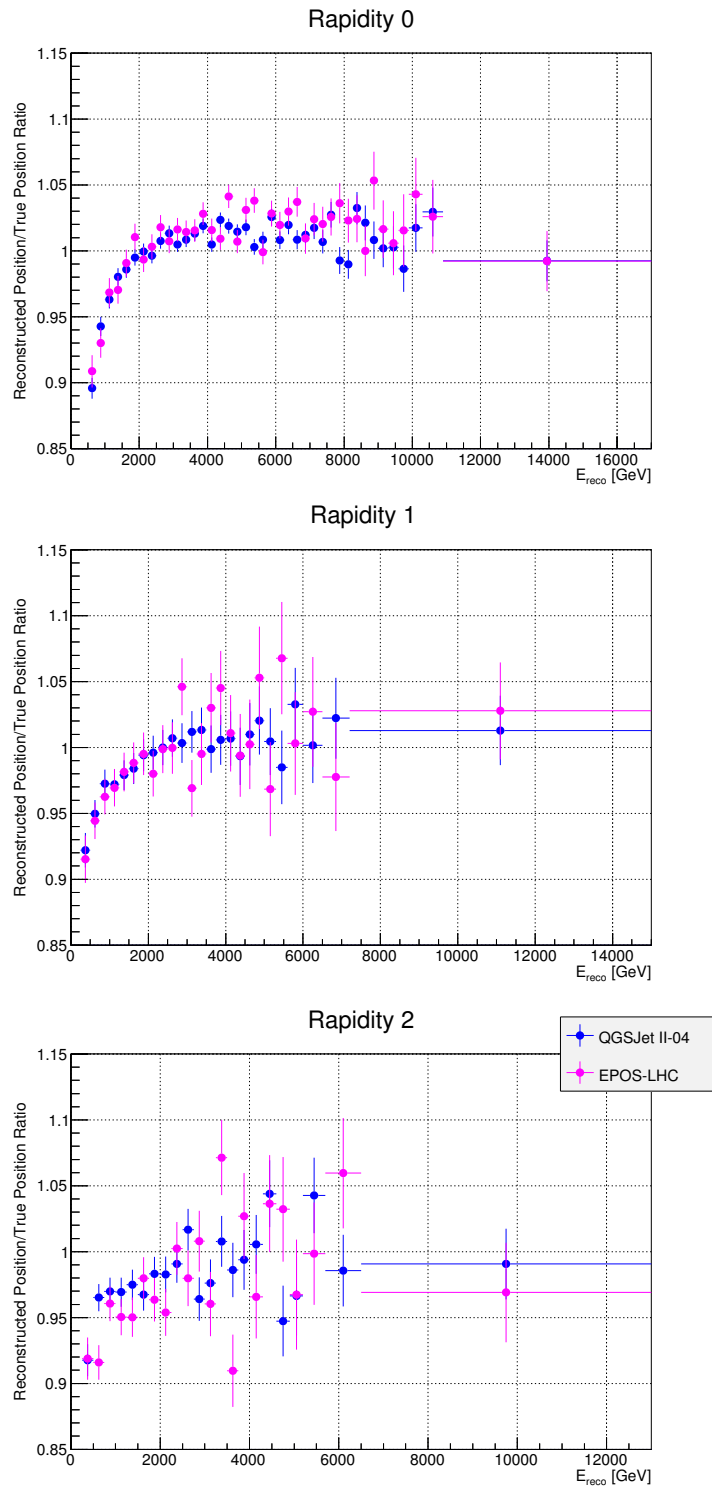 Rapidity 0
Reconstructed Position/True Position Ratio
1.15
1.1
1.05
1
0.95
0.9
0.85
0 2000 4000 6000 8000 10000 12000 14000 16000
E_reco [GeV]
Rapidity 1
Reconstructed Position/True Position Ratio
1.15
1.1
1.05
1
0.95
0.9
0.85
0 2000 4000 6000 8000 10000 12000 14000
E_reco [GeV]
Rapidity 2
QGSJet II-04
EPOS-LHC
Reconstructed Position/True Position Ratio
1.15
1.1
1.05
1
0.95
0.9
0.85
0 2000 4000 6000 8000 10000 12000
E_reco [GeV]